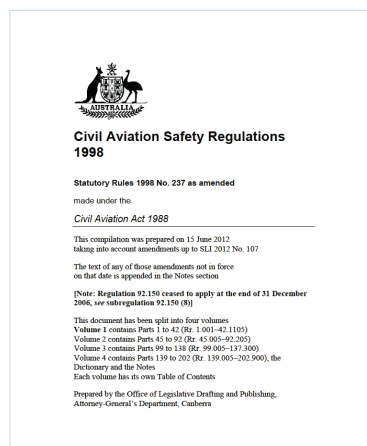 AUSTRALIA
Civil Aviation Safety Regulations
1998
Statutory Rules 1998 No. 237 as amended
made under the
Civil Aviation Act 1988
This compilation was prepared on 15 June 2012
taking into account amendments up to SLI 2012 No. 107
The text of any of those amendments not in force
on that date is appended in the Notes section
[Note: Regulation 92.150 ceased to apply at the end of 31 December
2006, see subregulation 92.150 (8)]
This document has been split into four volumes
Volume 1 contains Parts 1 to 42 (Rr. 1.001–42.1105)
Volume 2 contains Parts 45 to 92 (Rr. 45.005–92.205)
Volume 3 contains Parts 99 to 138 (Rr. 99.005–137.300)
Volume 4 contains Parts 139 to 202 (Rr. 139.005–202.900), the
Dictionary and the Notes
Each volume has its own Table of Contents
Prepared by the Office of Legislative Drafting and Publishing,
Attorney-General’s Department, Canberra